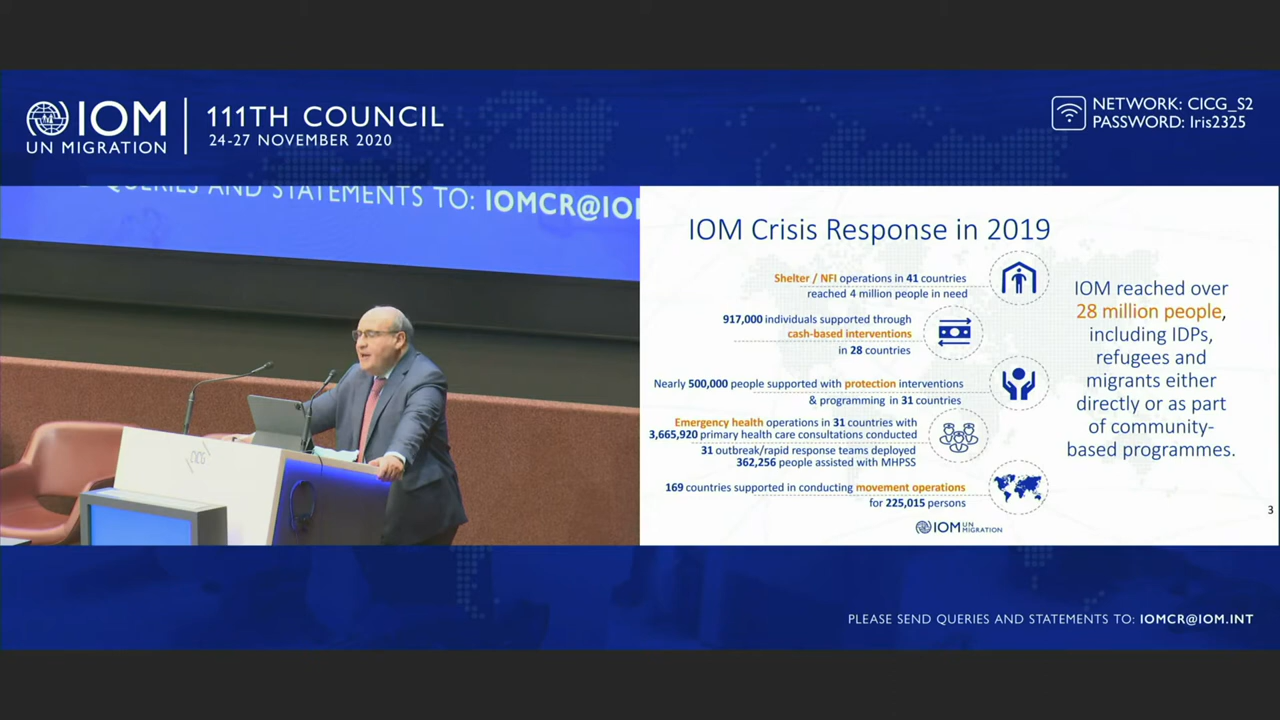 IOM
UN MIGRATION
111TH COUNCIL
24-27 NOVEMBER 2020
NETWORK: CICG_S2
PASSWORD: Iris2325
QUERIES AND STATEMENTS TO: IOMCR@IO
CICG
IOM Crisis Response in 2019
Shelter / NFI operations in 41 countries
reached 4 million people in need
917,000 individuals supported through
cash-based interventions
in 28 countries
Nearly 500,000 people supported with protection interventions
& programming in 31 countries
Emergency health operations in 31 countries with
3,665,920 primary health care consultations conducted
31 outbreak/rapid response teams deployed
362,256 people assisted with MHPSS
169 countries supported in conducting movement operations
for 225,015 persons
IOM reached over
28 million people,
including IDPs,
refugees and
migrants either
directly or as part
of community-
based programmes.
3
IOM UN MIGRATION
PLEASE SEND QUERIES AND STATEMENTS TO: IOMCR@IOM.INT